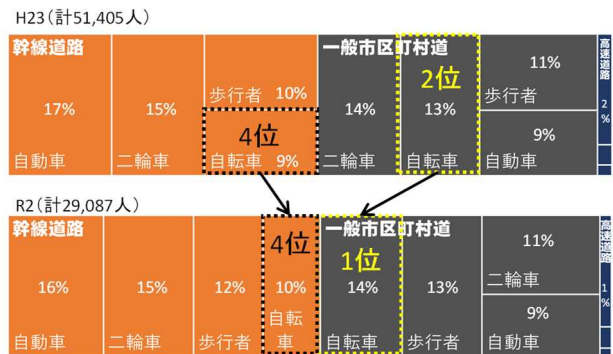 H23(計51,405人)
幹線道路
17%
自動車
15%
二輪車
歩行者 10%
4位
自転車 9%
一般市区町村道
14%
二輪車
2位
13%
自転車
11%
歩行者
9%
自動車
高速道路 2%
R2(計29,087人)
幹線道路
16%
自動車
15%
二輪車
12%
歩行者
4位
10%
自転
車
一般市区町村道
1位
14%
自転車
13%
歩行者
11%
二輪車
9%
自動車
高速道路 1%